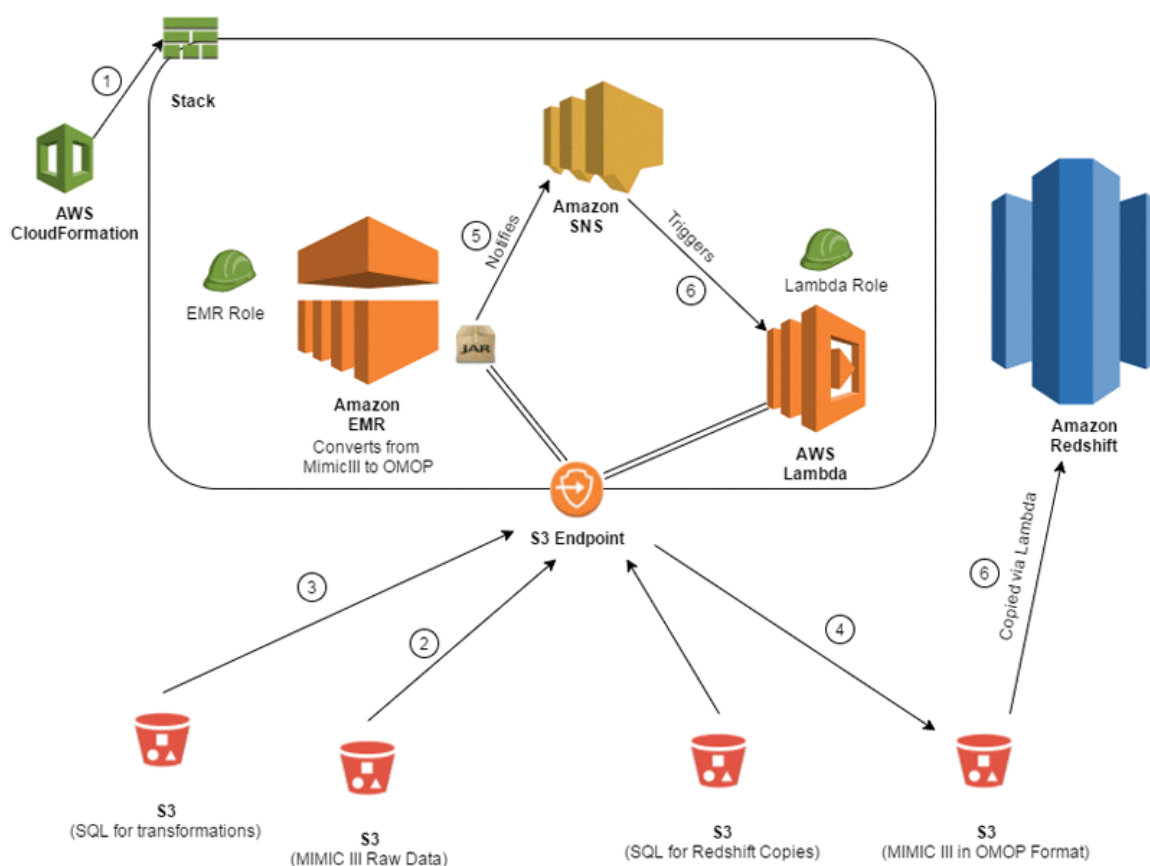 1
Stack
AWS
CloudFormation
Amazon
SNS
5
Notifies
Triggers
6
EMR Role
Lambda Role
JAR
Amazon
EMR
Converts from
MimicIII to OMOP
AWS
Lambda
Amazon
Redshift
S3 Endpoint
3
2
4
6
Copied via Lambda
S3
(SQL for transformations)
S3
(MIMIC III Raw Data)
S3
(SQL for Redshift Copies)
S3
(MIMIC III in OMOP Format)